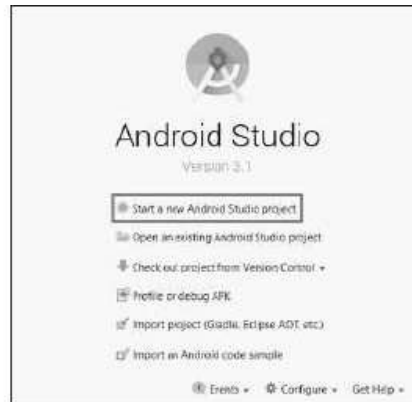 Android Studio
Version 3.1
Start a new Android Studio project
Open an existing Android Studio project
Check out project from Version Control
Profile or debug APK
Import project (Gradle, Eclipse ADT, etc.)
Import an Android code sample
Events Configure Get Help